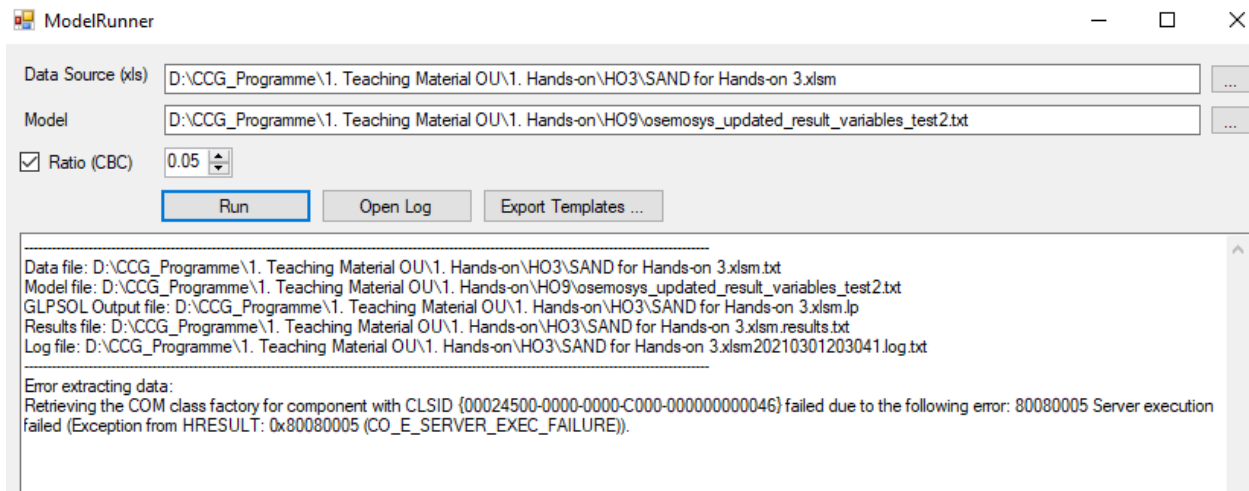 ModelRunner
Data Source (xls) D:\CCG_Programme\1. Teaching Material OU\1. Hands-on\HO3\SAND for Hands-on 3.xlsm ...
Model D:\CCG_Programme\1. Teaching Material OU\1. Hands-on\HO9\osemosys_updated_result_variables_test2.txt ...
Ratio (CBC) 0.05
Run Open Log Export Templates ...
Data file: D:\CCG_Programme\1. Teaching Material OU\1. Hands-on\HO3\SAND for Hands-on 3.xlsm.txt
Model file: D:\CCG_Programme\1. Teaching Material OU\1. Hands-on\HO9\osemosys_updated_result_variables_test2.txt
GLPSOL Output file: D:\CCG_Programme\1. Teaching Material OU\1. Hands-on\HO3\SAND for Hands-on 3.xlsm.lp
Results file: D:\CCG_Programme\1. Teaching Material OU\1. Hands-on\HO3\SAND for Hands-on 3.xlsm.results.txt
Log file: D:\CCG_Programme\1. Teaching Material OU\1. Hands-on\HO3\SAND for Hands-on 3.xlsm20210301203041.log.txt
Error extracting data:
Retrieving the COM class factory for component with CLSID {00024500-0000-0000-C000-000000000046} failed due to the following error: 80080005 Server execution
failed (Exception from HRESULT: 0x80080005 (CO_E_SERVER_EXEC_FAILURE)).